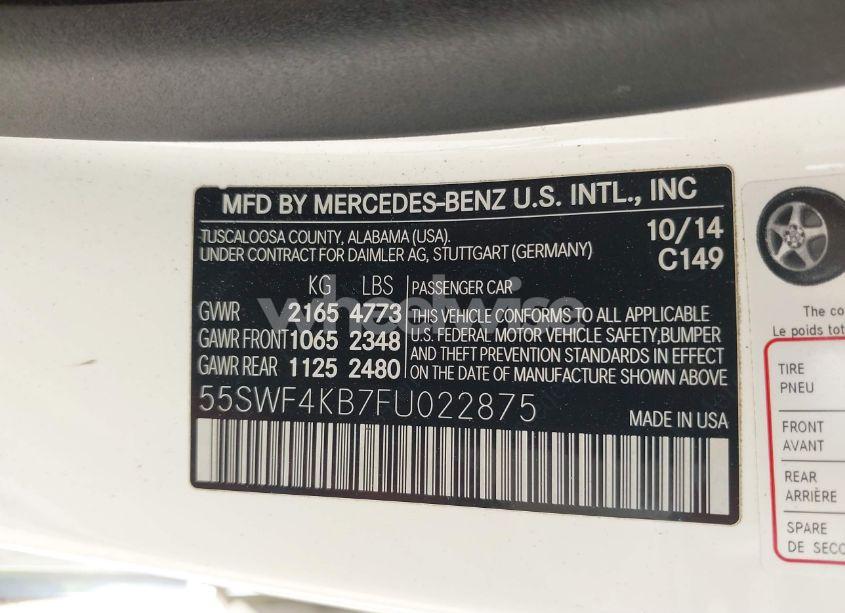 MFD BY MERCEDES-BENZ U.S. INTL., INC
TUSCALOOSA COUNTY, ALABAMA (USA). 10/14
UNDER CONTRACT FOR DAIMLER AG, STUTTGART (GERMANY) C149
KG LBS PASSENGER CAR
GVWR 2165 4773 THIS VEHICLE CONFORMS TO ALL APPLICABLE
GAWR FRONT 1065 2348 U.S. FEDERAL MOTOR VEHICLE SAFETY,BUMPER
AND THEFT PREVENTION STANDARDS IN EFFECT
GAWR REAR 1125 2480 ON THE DATE OF MANUFACTURE SHOWN ABOVE.
55SWF4KB7FU022875 MADE IN USA
wheelwise
The co
Le poids tot
TIRE
PNEU
FRONT
AVANT
REAR
ARRIÈRE
SPARE
DE SECO